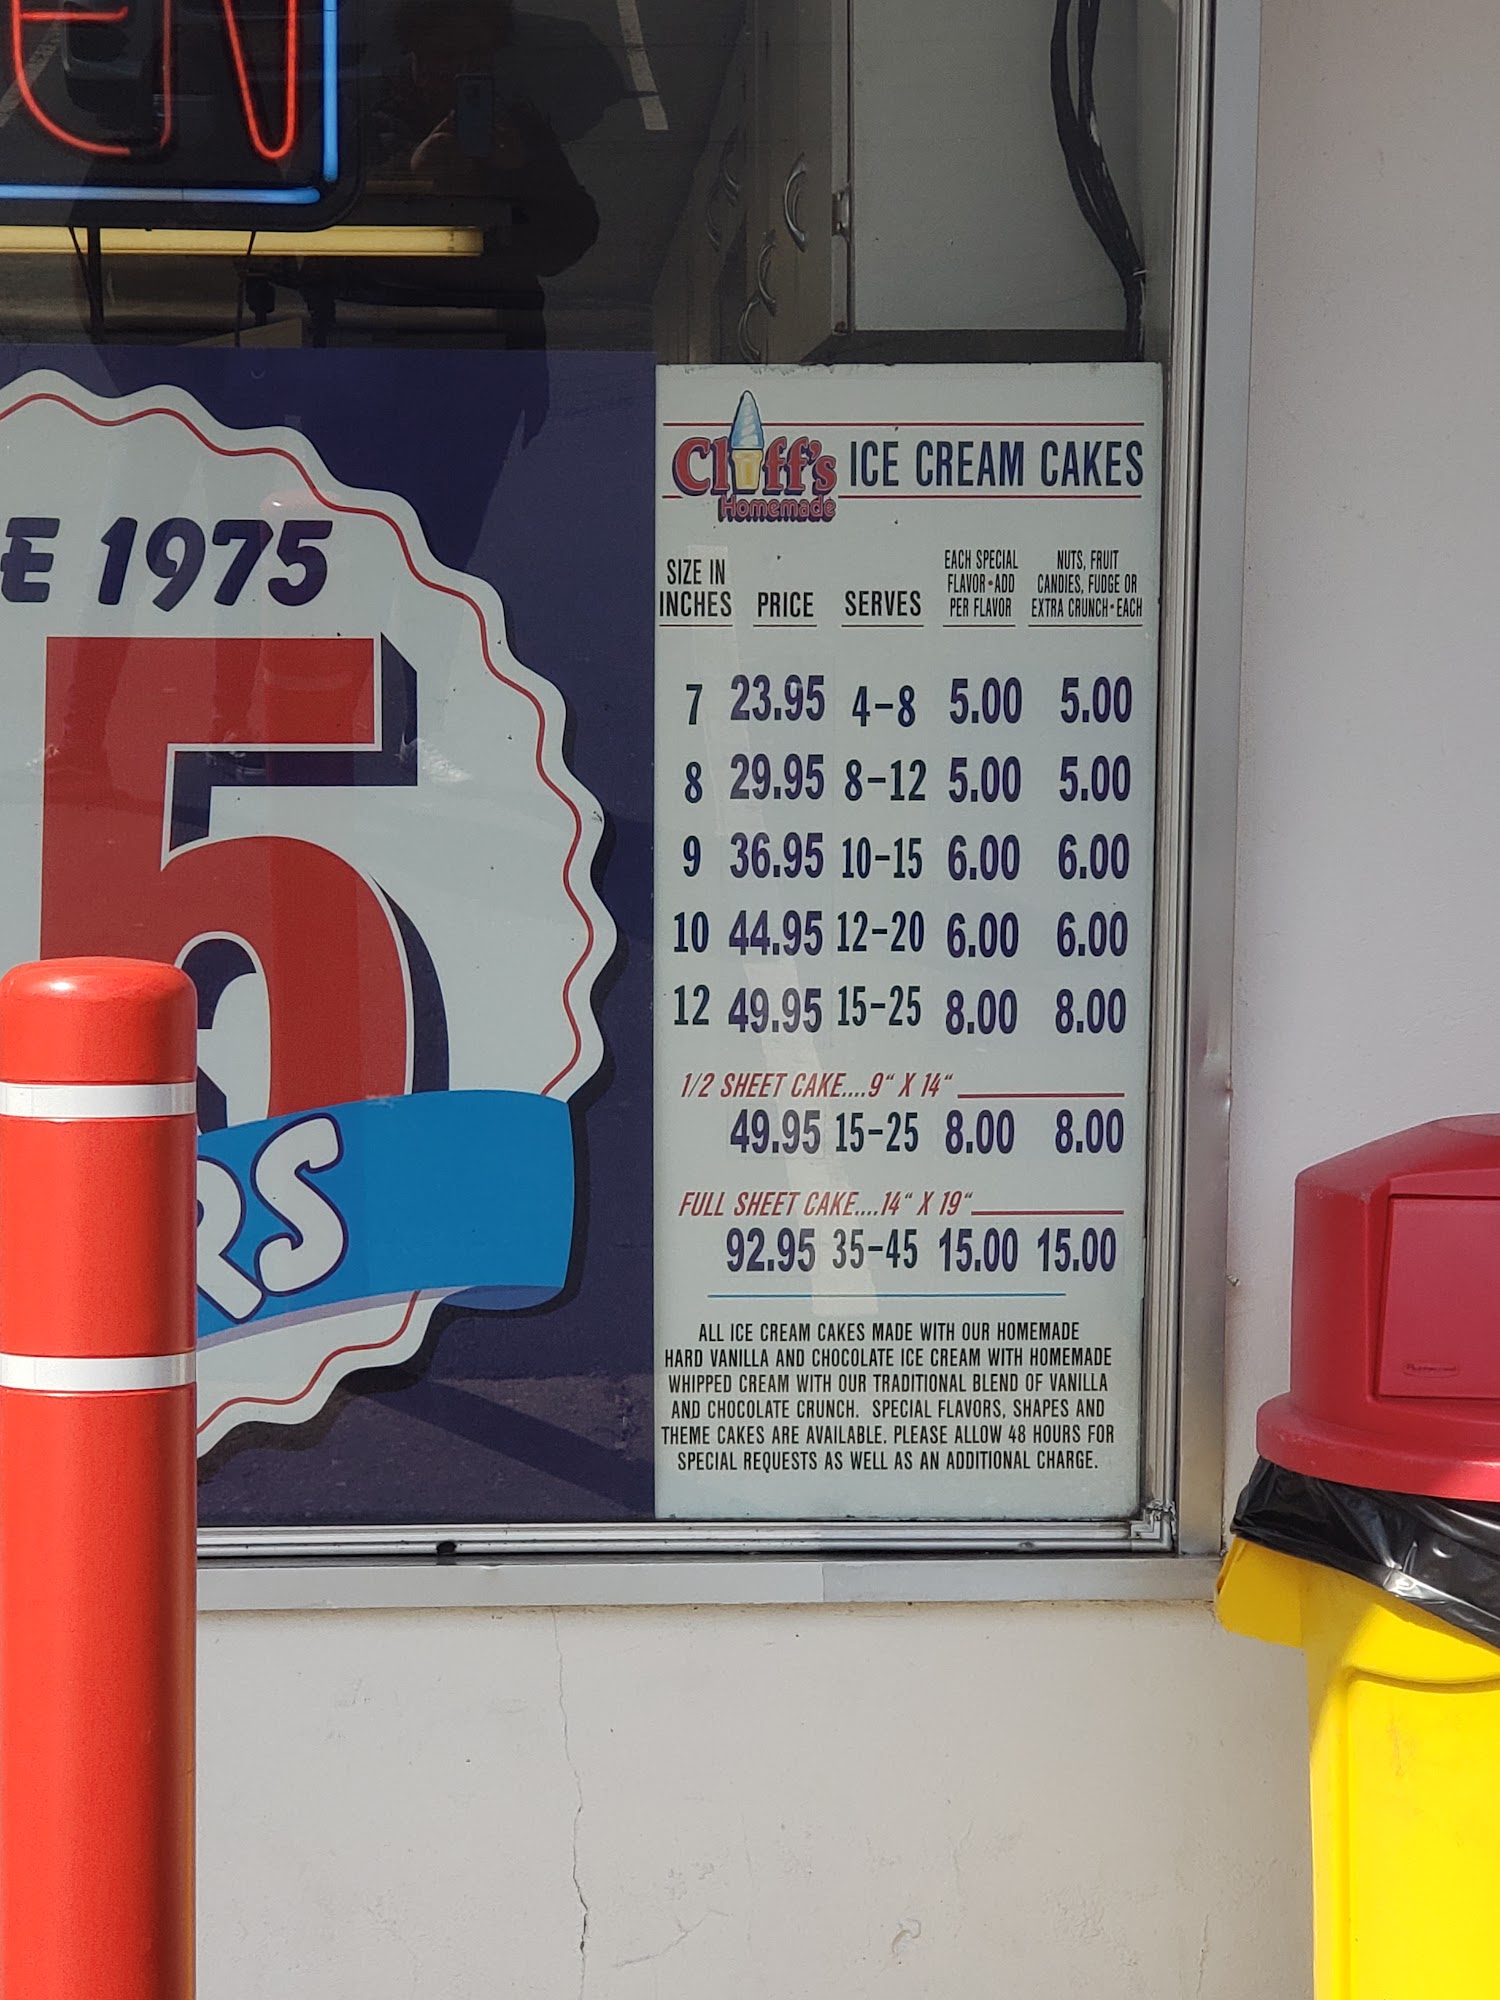 E 1975
5
RS
Cliff's
Homemade
ICE CREAM CAKES
SIZE IN
INCHES
PRICE
SERVES
EACH SPECIAL
FLAVOR•ADD
PER FLAVOR
NUTS, FRUIT
CANDIES, FUDGE OR
EXTRA CRUNCH•EACH
7 23.95 4-8 5.00 5.00
8 29.95 8-12 5.00 5.00
9 36.95 10-15 6.00 6.00
10 44.95 12-20 6.00 6.00
12 49.95 15-25 8.00 8.00
1/2 SHEET CAKE....9" X 14"
49.95 15-25 8.00 8.00
FULL SHEET CAKE....14" X 19"
92.95 35-45 15.00 15.00
ALL ICE CREAM CAKES MADE WITH OUR HOMEMADE
HARD VANILLA AND CHOCOLATE ICE CREAM WITH HOMEMADE
WHIPPED CREAM WITH OUR TRADITIONAL BLEND OF VANILLA
AND CHOCOLATE CRUNCH. SPECIAL FLAVORS, SHAPES AND
THEME CAKES ARE AVAILABLE. PLEASE ALLOW 48 HOURS FOR
SPECIAL REQUESTS AS WELL AS AN ADDITIONAL CHARGE.